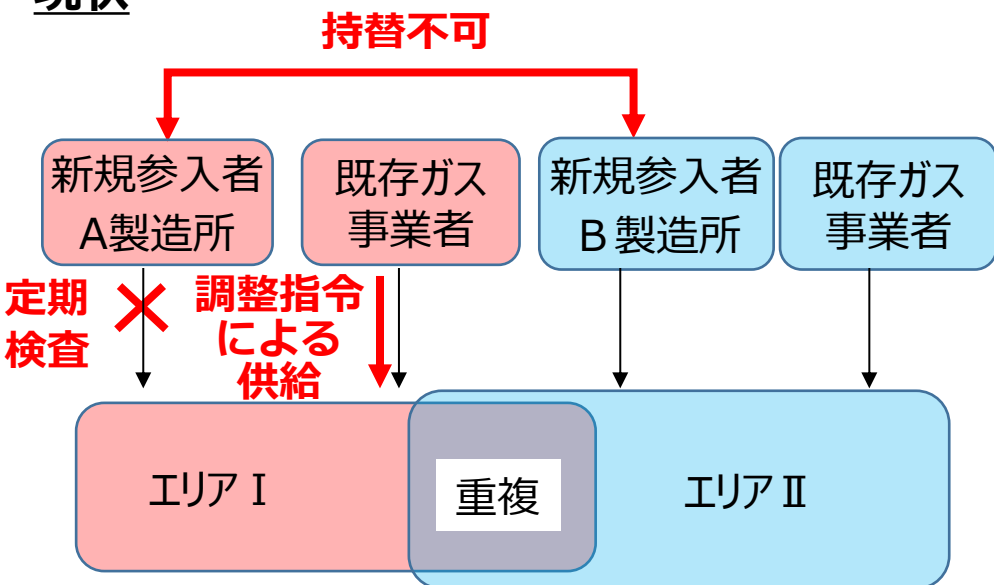 現状
持替不可
新規参入者
A製造所
既存ガス
事業者
新規参入者
B製造所
既存ガス
事業者
定期
検査
調整指令
による
供給
エリアⅠ
重複
エリアⅡ